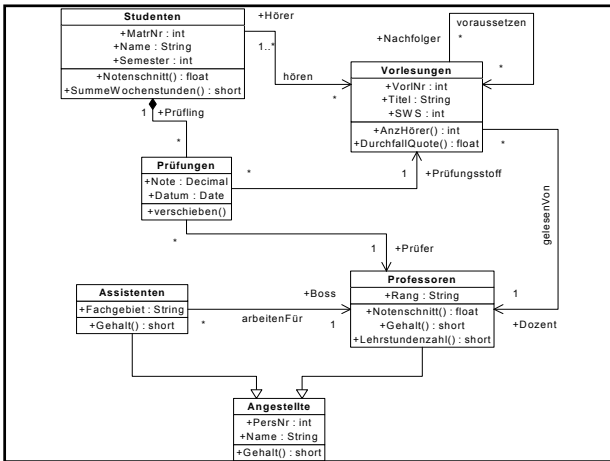 Studenten
+MatrNr : int
+Name : String
+Semester : int
+Notenschnitt() : float
+SummeWochenstunden() : short
+Hörer
1..*
hören
*
+Nachfolger
voraussetzen
*
*
Vorlesungen
+VorlNr : int
+Titel : String
+SWS : int
+AnzHörer() : int
+DurchfallQuote() : float
1
+Prüfling
*
Prüfungen
+Note : Decimal
+Datum : Date
+verschieben()
*
1
+Prüfungsstoff
*
gelesenVon
*
1
+Prüfer
Assistenten
+Fachgebiet : String
+Gehalt() : short
*
arbeitenFür
+Boss
1
Professoren
+Rang : String
+Notenschnitt() : float
+Gehalt() : short
+Lehrstundenzahl() : short
1
+Dozent
Angestellte
+PersNr : int
+Name : String
+Gehalt() : short